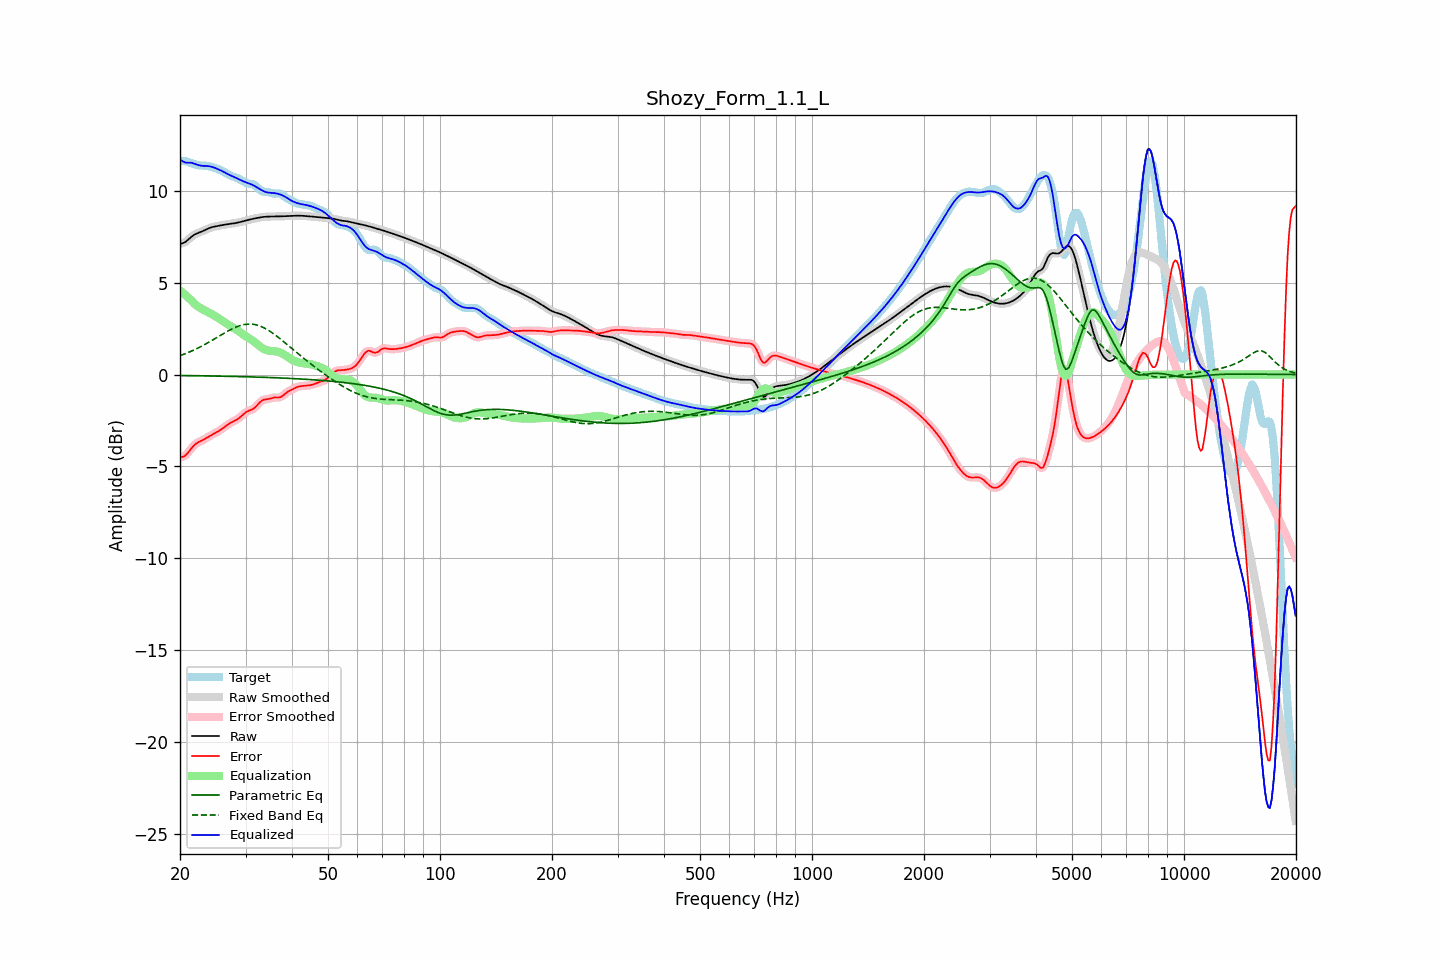 Shozy_Form_1.1_L
Amplitude (dBr)
10
5
0
−5
−10
−15
−20
−25
Target
Raw Smoothed
Error Smoothed
Raw
Error
Equalization
Parametric Eq
Fixed Band Eq
Equalized
20 50 100 200 500 1000 2000 5000 10000 20000
Frequency (Hz)